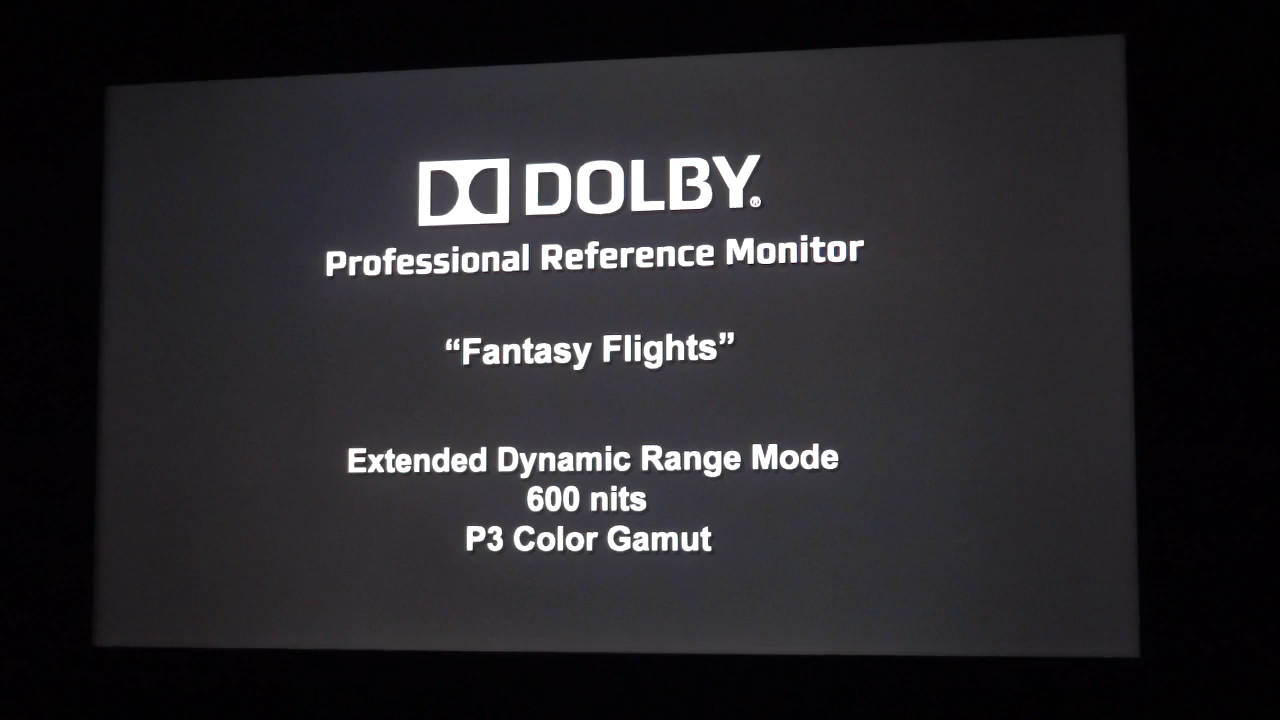 DOLBY®
Professional Reference Monitor
“Fantasy Flights”
Extended Dynamic Range Mode
600 nits
P3 Color Gamut